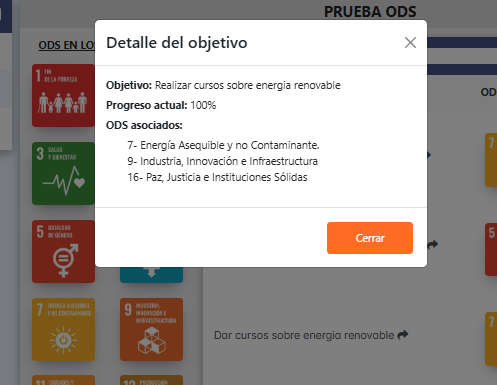 PRUEBA ODS
ODS EN LO
Detalle del objetivo
Objetivo: Realizar cursos sobre energia renovable
Progreso actual: 100%
ODS asociados:
7- Energía Asequible y no Contaminante.
9- Industria, Innovación e Infraestructura
16- Paz, Justicia e Instituciones Sólidas
Cerrar
OD
1 FIN
DE LA POBREZA
3 SALUD
Y BIENESTAR
5 IGUALDAD
DE GÉNERO
7 ENERGÍA ASEQUIBLE
Y NO CONTAMINANTE
9 INDUSTRIA,
INNOVACIÓN E
INFRAESTRUCTURA
Dar cursos sobre energia renovable
7
5
7
11 CIUDADES Y
12 PRODUCCIÓN